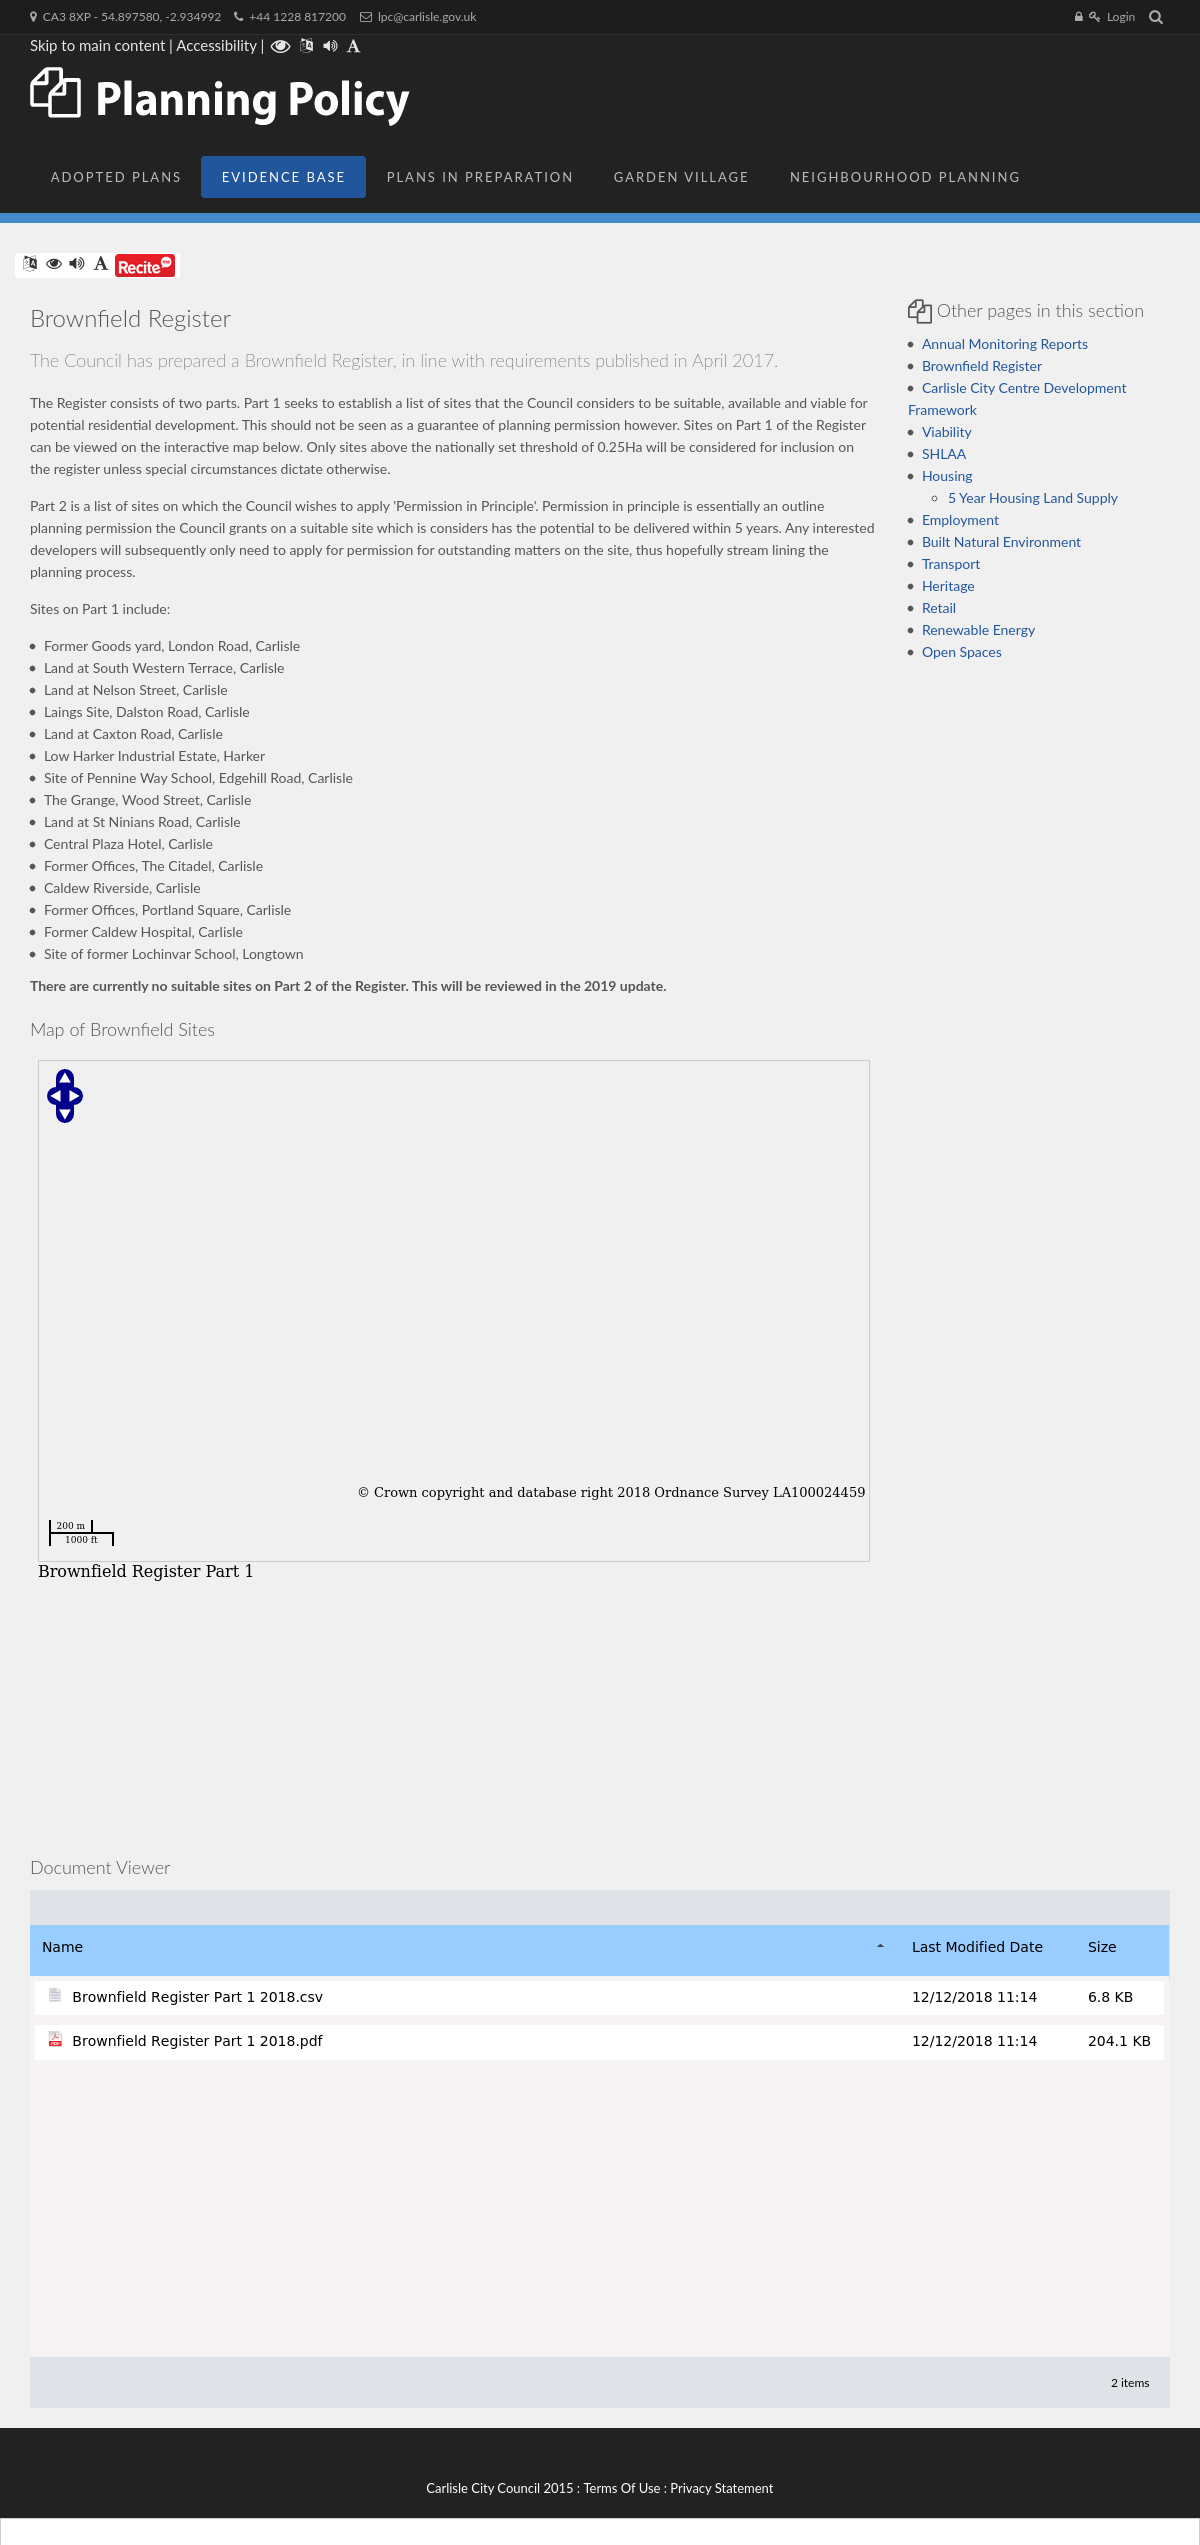 CA3 8XP - 54.897580, -2.934992 +44 1228 817200 lpc@carlisle.gov.uk Login
Skip to main content | Accessibility |
Planning Policy
ADOPTED PLANS EVIDENCE BASE PLANS IN PREPARATION GARDEN VILLAGE NEIGHBOURHOOD PLANNING
Recite
Brownfield Register
The Council has prepared a Brownfield Register, in line with requirements published in April 2017.
The Register consists of two parts. Part 1 seeks to establish a list of sites that the Council considers to be suitable, available and viable for
potential residential development. This should not be seen as a guarantee of planning permission however. Sites on Part 1 of the Register
can be viewed on the interactive map below. Only sites above the nationally set threshold of 0.25Ha will be considered for inclusion on
the register unless special circumstances dictate otherwise.
Part 2 is a list of sites on which the Council wishes to apply 'Permission in Principle'. Permission in principle is essentially an outline
planning permission the Council grants on a suitable site which is considers has the potential to be delivered within 5 years. Any interested
developers will subsequently only need to apply for permission for outstanding matters on the site, thus hopefully stream lining the
planning process.
Sites on Part 1 include:
Former Goods yard, London Road, Carlisle
Land at South Western Terrace, Carlisle
Land at Nelson Street, Carlisle
Laings Site, Dalston Road, Carlisle
Land at Caxton Road, Carlisle
Low Harker Industrial Estate, Harker
Site of Pennine Way School, Edgehill Road, Carlisle
The Grange, Wood Street, Carlisle
Land at St Ninians Road, Carlisle
Central Plaza Hotel, Carlisle
Former Offices, The Citadel, Carlisle
Caldew Riverside, Carlisle
Former Offices, Portland Square, Carlisle
Former Caldew Hospital, Carlisle
Site of former Lochinvar School, Longtown
There are currently no suitable sites on Part 2 of the Register. This will be reviewed in the 2019 update.
Other pages in this section
Annual Monitoring Reports
Brownfield Register
Carlisle City Centre Development
Framework
Viability
SHLAA
Housing
5 Year Housing Land Supply
Employment
Built Natural Environment
Transport
Heritage
Retail
Renewable Energy
Open Spaces
Map of Brownfield Sites
© Crown copyright and database right 2018 Ordnance Survey LA100024459
200 m
1000 ft
Brownfield Register Part 1
Document Viewer
Name Last Modified Date Size
Brownfield Register Part 1 2018.csv 12/12/2018 11:14 6.8 KB
Brownfield Register Part 1 2018.pdf 12/12/2018 11:14 204.1 KB
2 items
Carlisle City Council 2015 : Terms Of Use : Privacy Statement